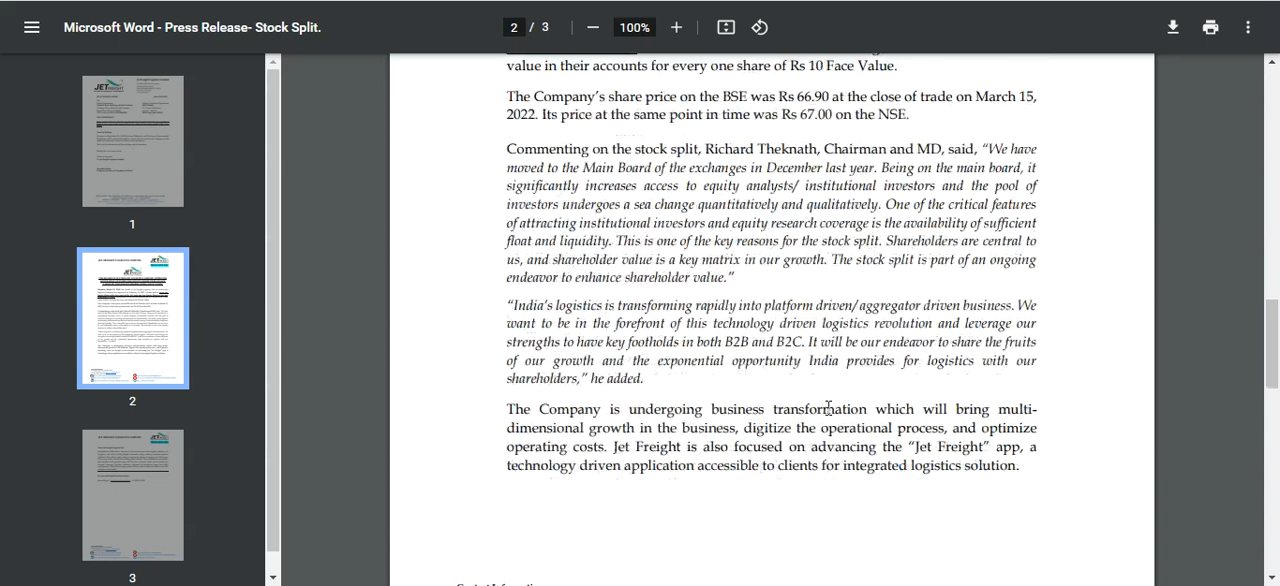 Microsoft Word - Press Release- Stock Split.
2 / 3
100%
1
2
3
value in their accounts for every one share of Rs 10 Face Value.
The Company's share price on the BSE was Rs 66.90 at the close of trade on March 15,
2022. Its price at the same point in time was Rs 67.00 on the NSE.
Commenting on the stock split, Richard Theknath, Chairman and MD, said, “We have
moved to the Main Board of the exchanges in December last year. Being on the main board, it
significantly increases access to equity analysts/ institutional investors and the pool of
investors undergoes a sea change quantitatively and qualitatively. One of the critical features
of attracting institutional investors and equity research coverage is the availability of sufficient
float and liquidity. This is one of the key reasons for the stock split. Shareholders are central to
us, and shareholder value is a key matrix in our growth. The stock split is part of an ongoing
endeavor to enhance shareholder value.”
“India logistics is transforming rapidly into platform driven/ aggregator driven business. We
want to be in the forefront of this technology driven logistics revolution and leverage our
strengths to have key footholds in both B2B and B2C. It will be our endeavor to share the fruits
of our growth and the exponential opportunity India provides for logistics with our
shareholders,” he added.
The Company is undergoing business transformation which will bring multi-
dimensional growth in the business, digitize the operational process, and optimize
operating costs. Jet Freight is also focused on advancing the “Jet Freight” app, a
technology driven application accessible to clients for integrated logistics solution.